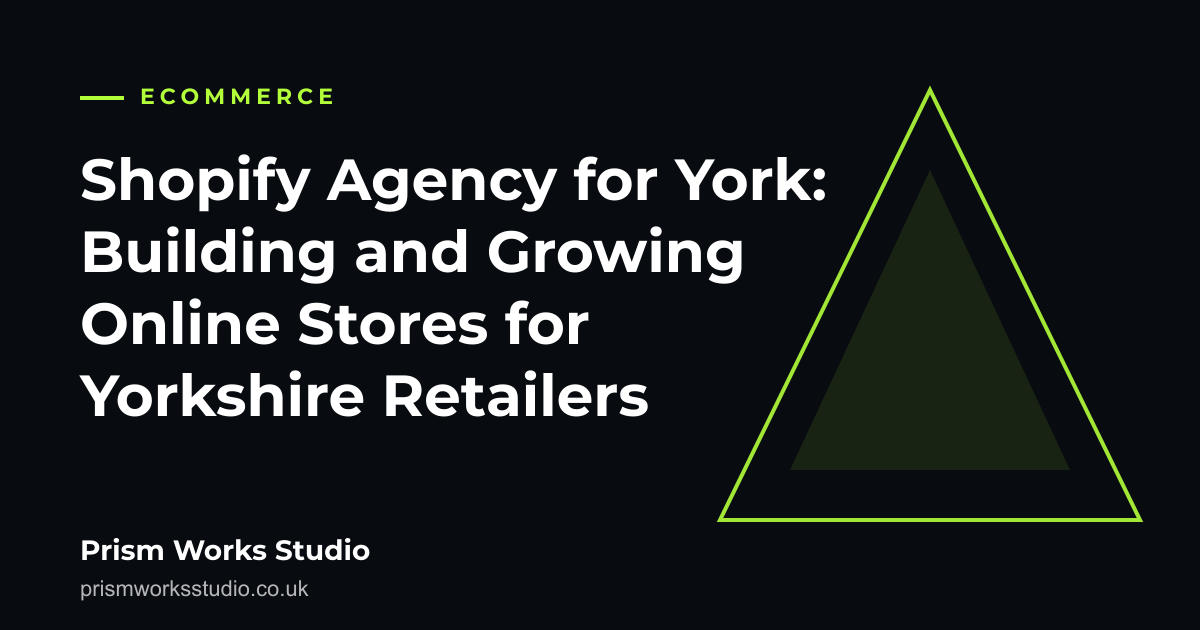 ECOMMERCE
Shopify Agency for York:
Building and Growing
Online Stores for
Yorkshire Retailers
Prism Works Studio
prismworksstudio.co.uk